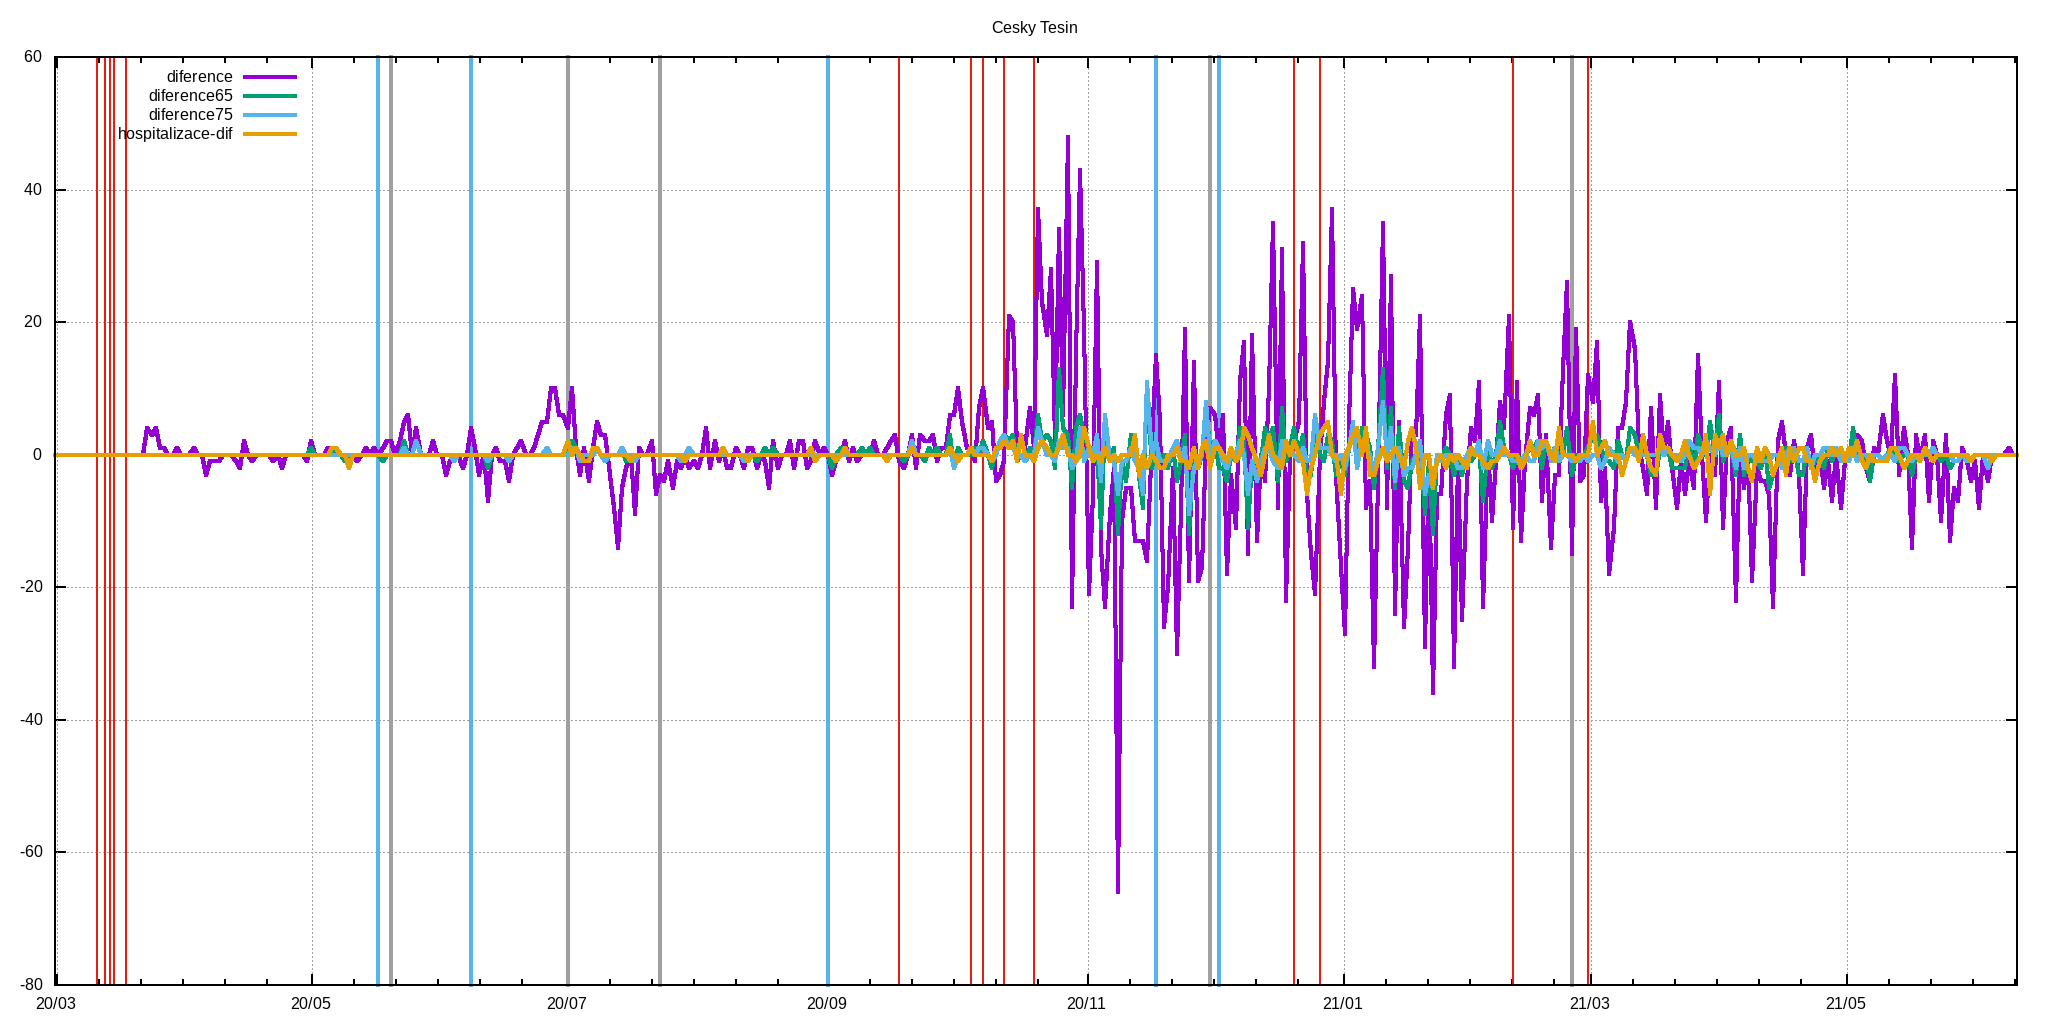 Cesky Tesin
60
40
20
0
-20
-40
-60
-80
diference
diference65
diference75
hospitalizace-dif
20/03 20/05 20/07 20/09 20/11 21/01 21/03 21/05